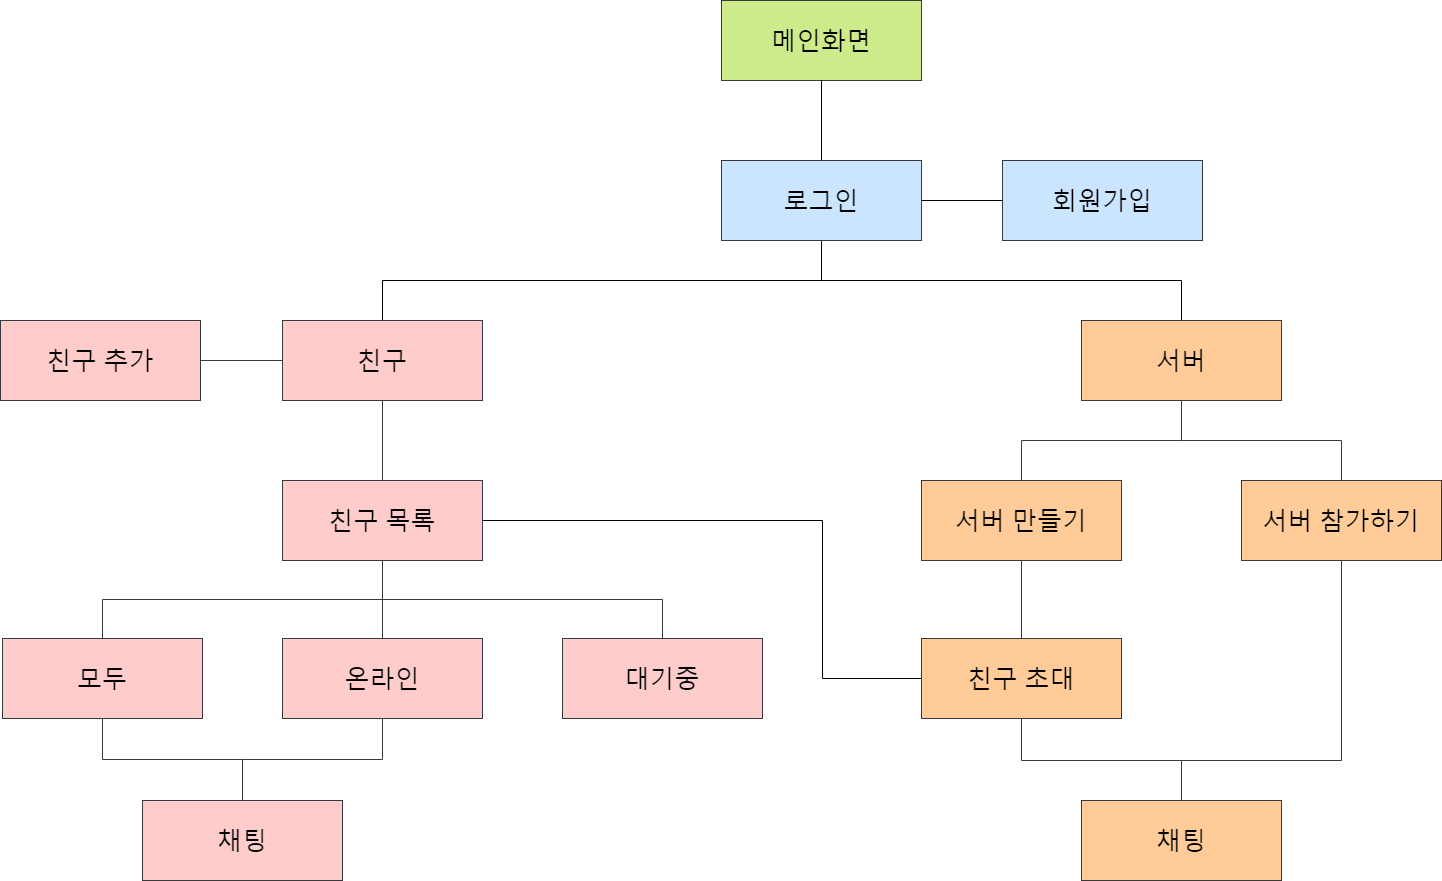 메인화면
로그인
회원가입
친구 추가
친구
서버
친구 목록
서버 만들기
서버 참가하기
모두
온라인
대기중
친구 초대
채팅
채팅